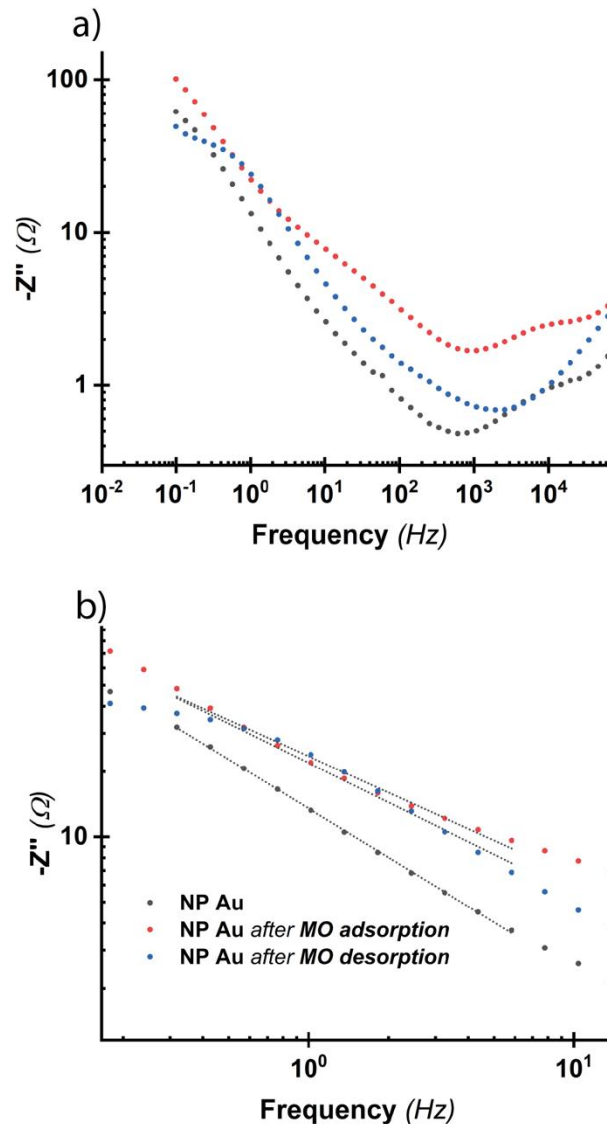 a)
100
10
1
-Z'' (Ω)
10⁻² 10⁻¹ 10⁰ 10¹ 10² 10³ 10⁴
Frequency (Hz)
b)
10
-Z'' (Ω)
NP Au
NP Au after MO adsorption
NP Au after MO desorption
10⁰ 10¹
Frequency (Hz)